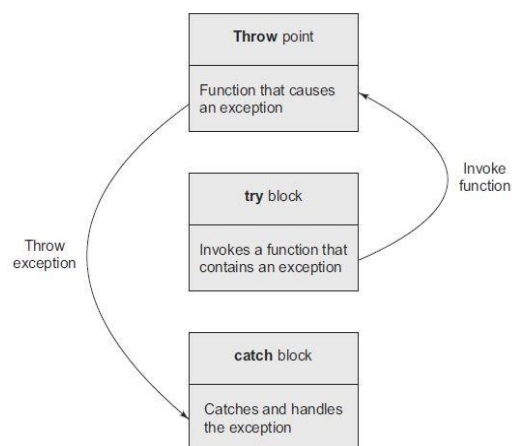 Throw point
Function that causes
an exception
Invoke
function
try block
Invokes a function that
contains an exception
Throw
exception
catch block
Catches and handles
the exception